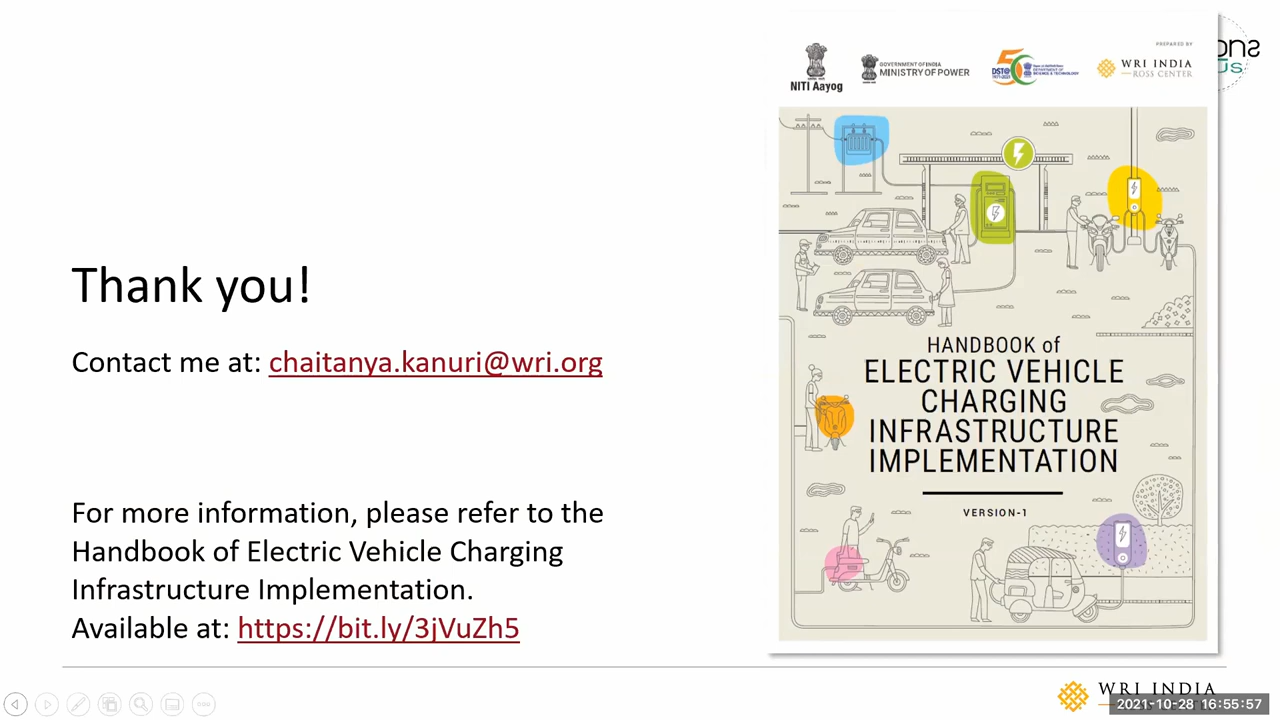 Thank you!
Contact me at: chaitanya.kanuri@wri.org
For more information, please refer to the
Handbook of Electric Vehicle Charging
Infrastructure Implementation.
Available at: https://bit.ly/3jVuZh5
NITI Aayog
GOVERNMENT OF INDIA
MINISTRY OF POWER
PREPARED BY
WRI INDIA
ROSS CENTER
HANDBOOK of
ELECTRIC VEHICLE
CHARGING
INFRASTRUCTURE
IMPLEMENTATION
VERSION-1
WRI INDIA
2021-10-28 16:55:57